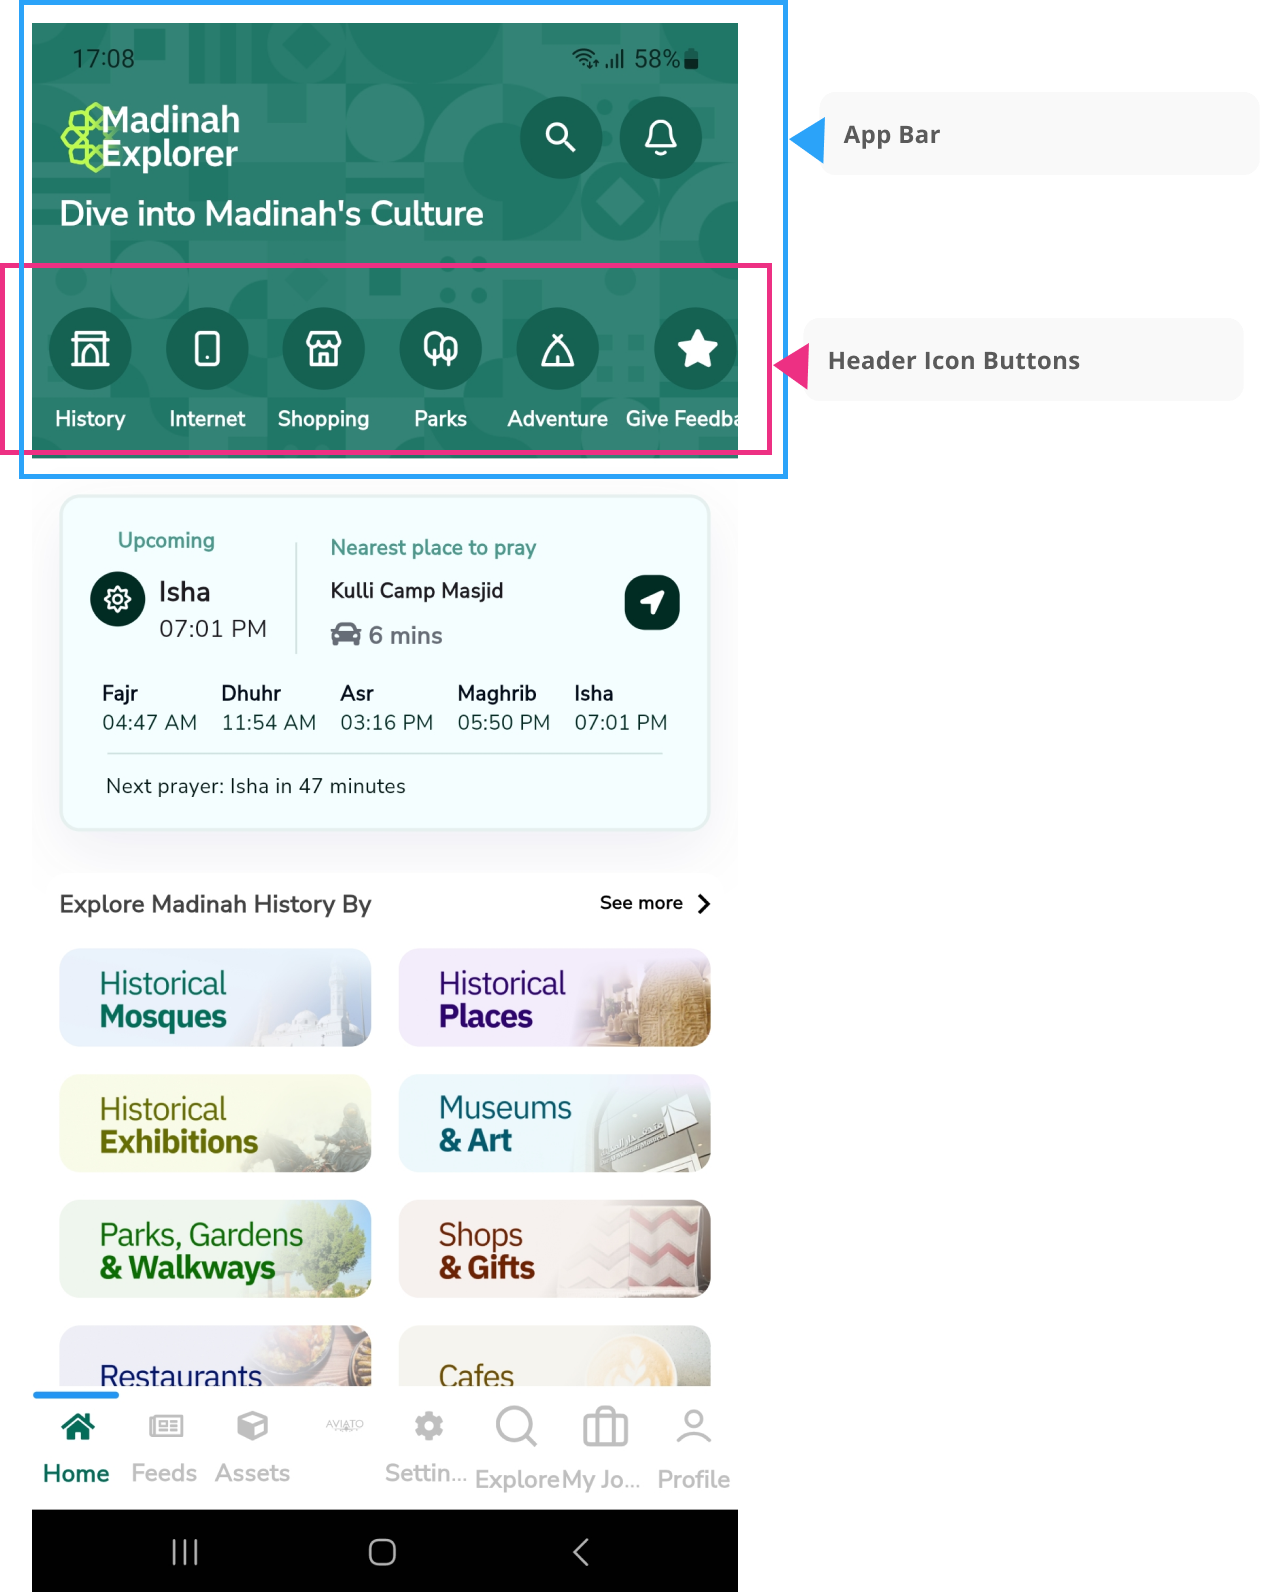 17:08
58%
Madinah
Explorer
Dive into Madinah's Culture
History Internet Shopping Parks Adventure Give Feedba
App Bar
Header Icon Buttons
Upcoming
Isha
07:01 PM
Nearest place to pray
Kulli Camp Masjid
6 mins
Fajr Dhuhr Asr Maghrib Isha
04:47 AM 11:54 AM 03:16 PM 05:50 PM 07:01 PM
Next prayer: Isha in 47 minutes
Explore Madinah History By
See more
Historical
Mosques
Historical
Places
Historical
Exhibitions
Museums
& Art
Parks, Gardens
& Walkways
Shops
& Gifts
Restaurants
Cafes
AVIATO
Home Feeds Assets Settin... Explore My Jo... Profile